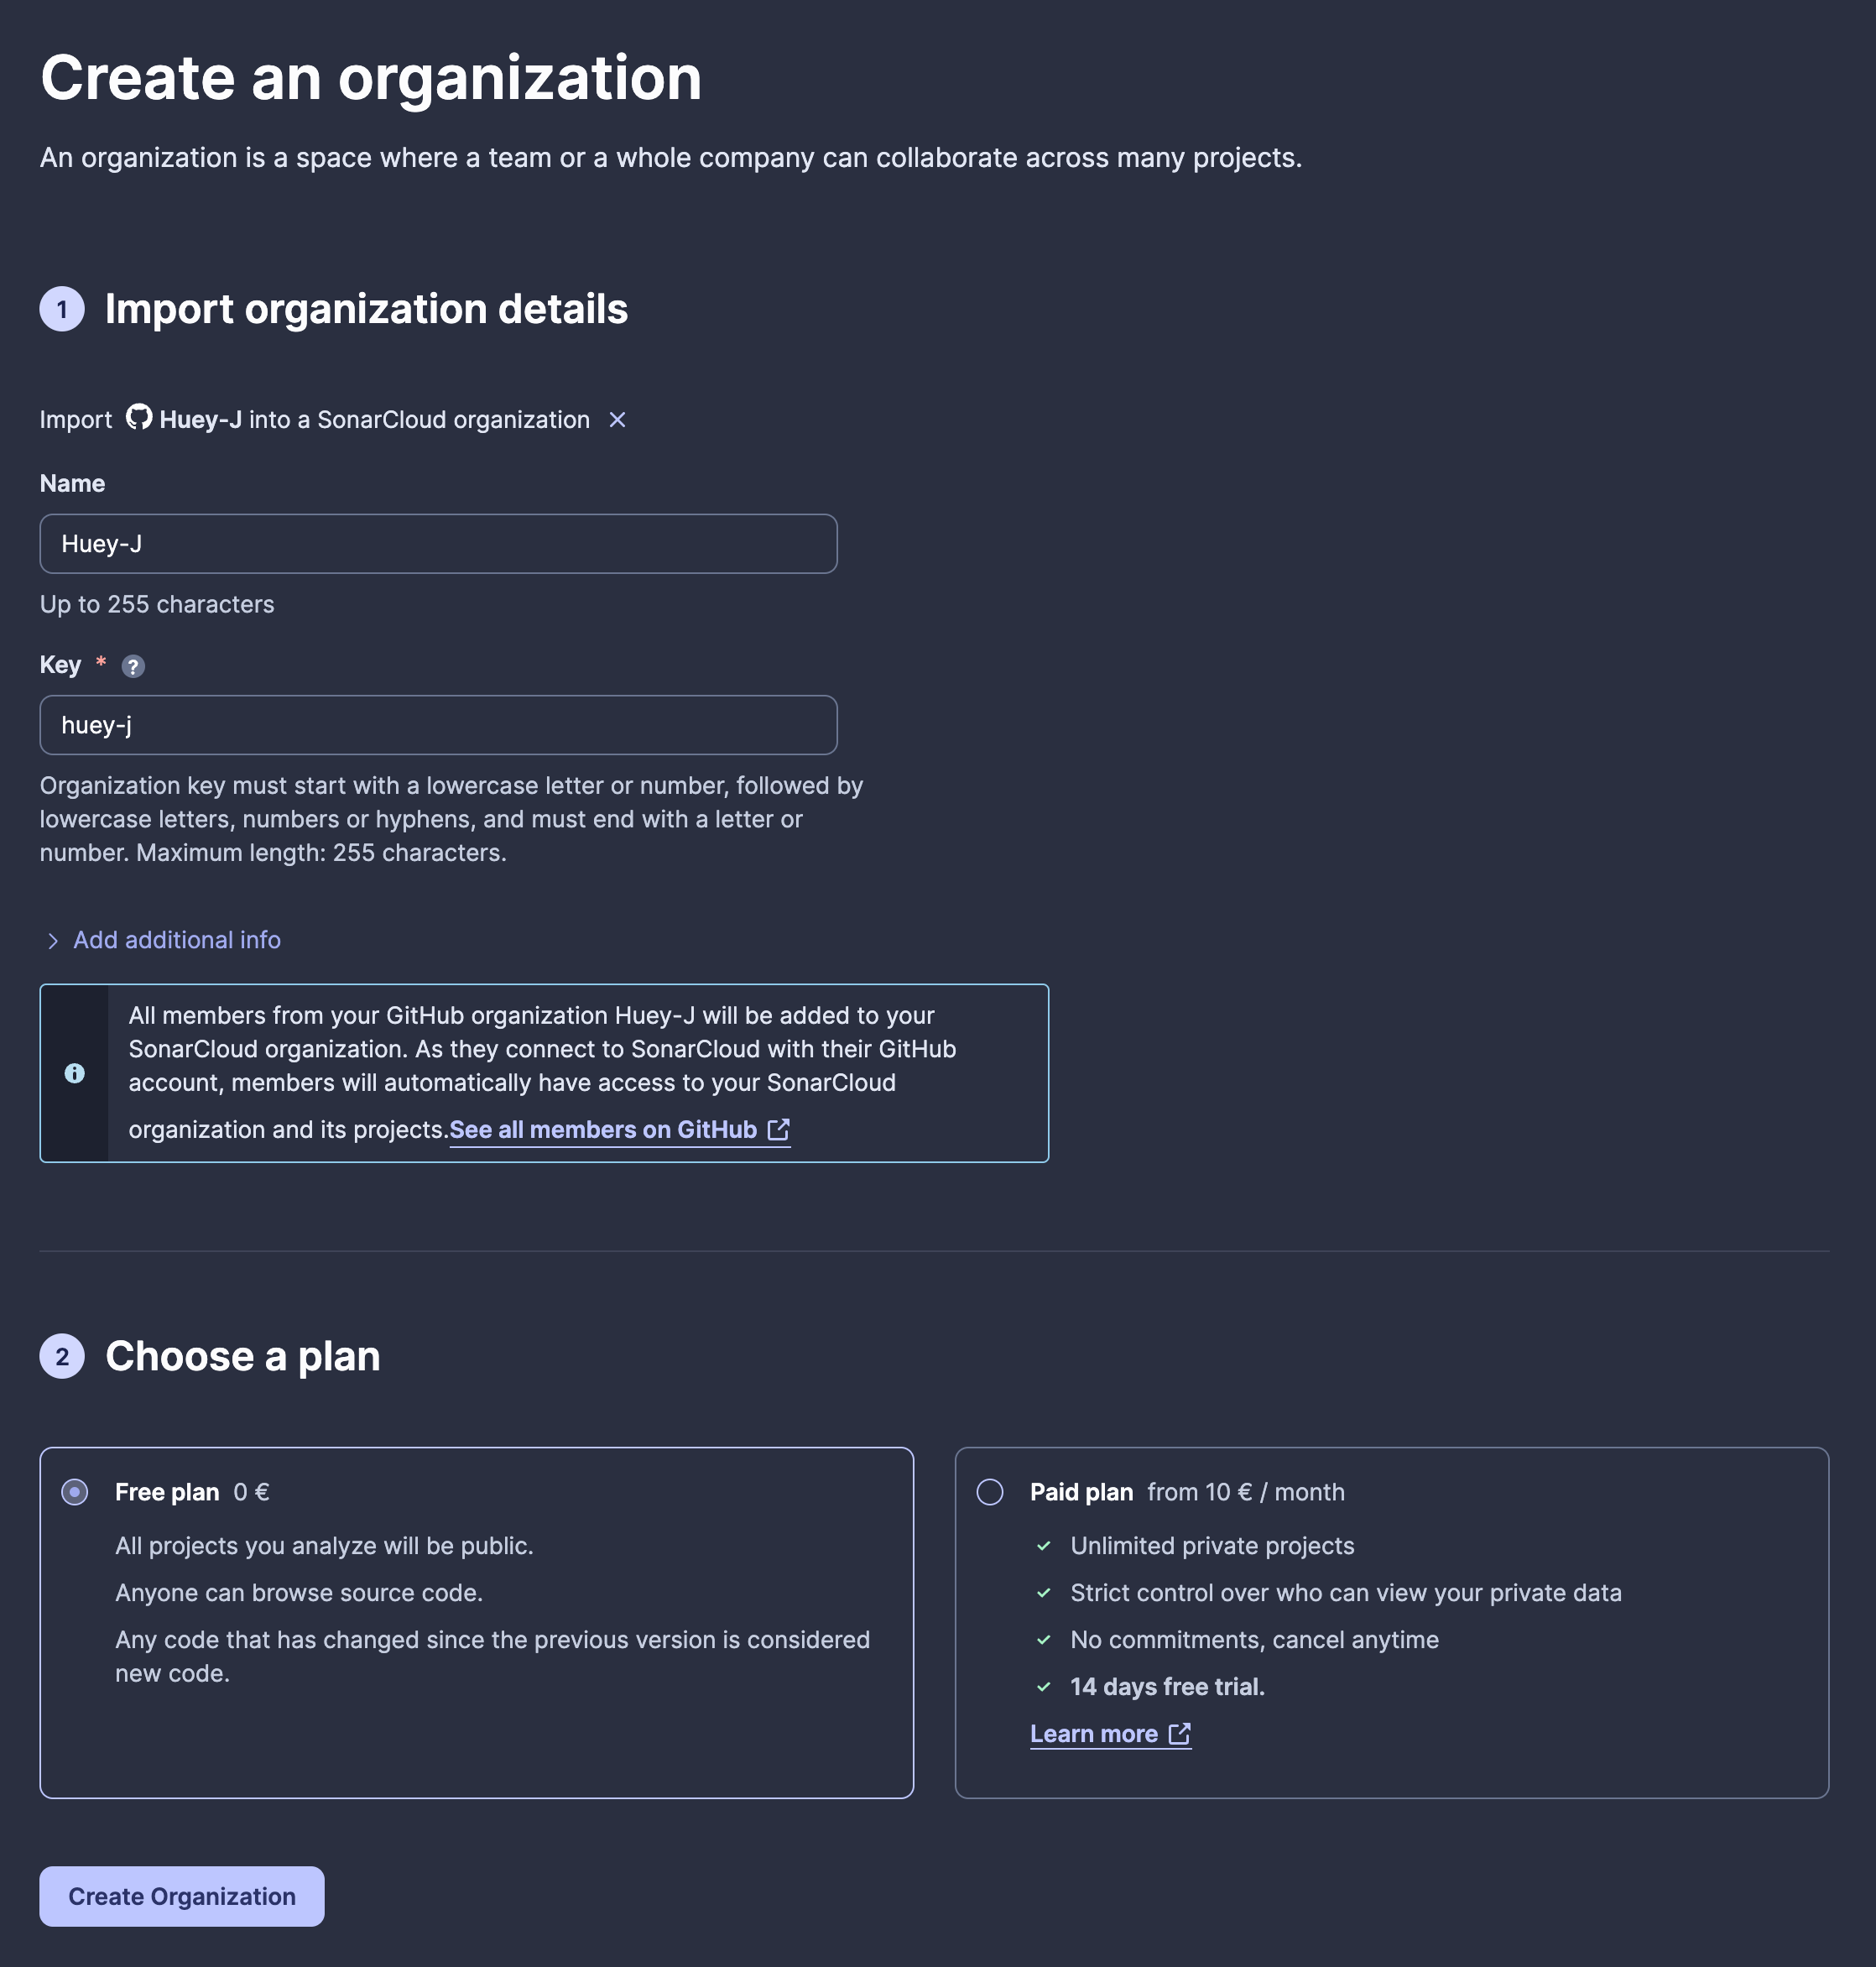 Create an organization
An organization is a space where a team or a whole company can collaborate across many projects.
1 Import organization details
Import Huey-J into a SonarCloud organization
Name
Huey-J
Up to 255 characters
Key * ?
huey-j
Organization key must start with a lowercase letter or number, followed by
lowercase letters, numbers or hyphens, and must end with a letter or
number. Maximum length: 255 characters.
Add additional info
All members from your GitHub organization Huey-J will be added to your
SonarCloud organization. As they connect to SonarCloud with their GitHub
account, members will automatically have access to your SonarCloud
organization and its projects.See all members on GitHub
2 Choose a plan
Free plan 0 €
All projects you analyze will be public.
Anyone can browse source code.
Any code that has changed since the previous version is considered
new code.
Paid plan from 10 € / month
Unlimited private projects
Strict control over who can view your private data
No commitments, cancel anytime
14 days free trial.
Learn more
Create Organization